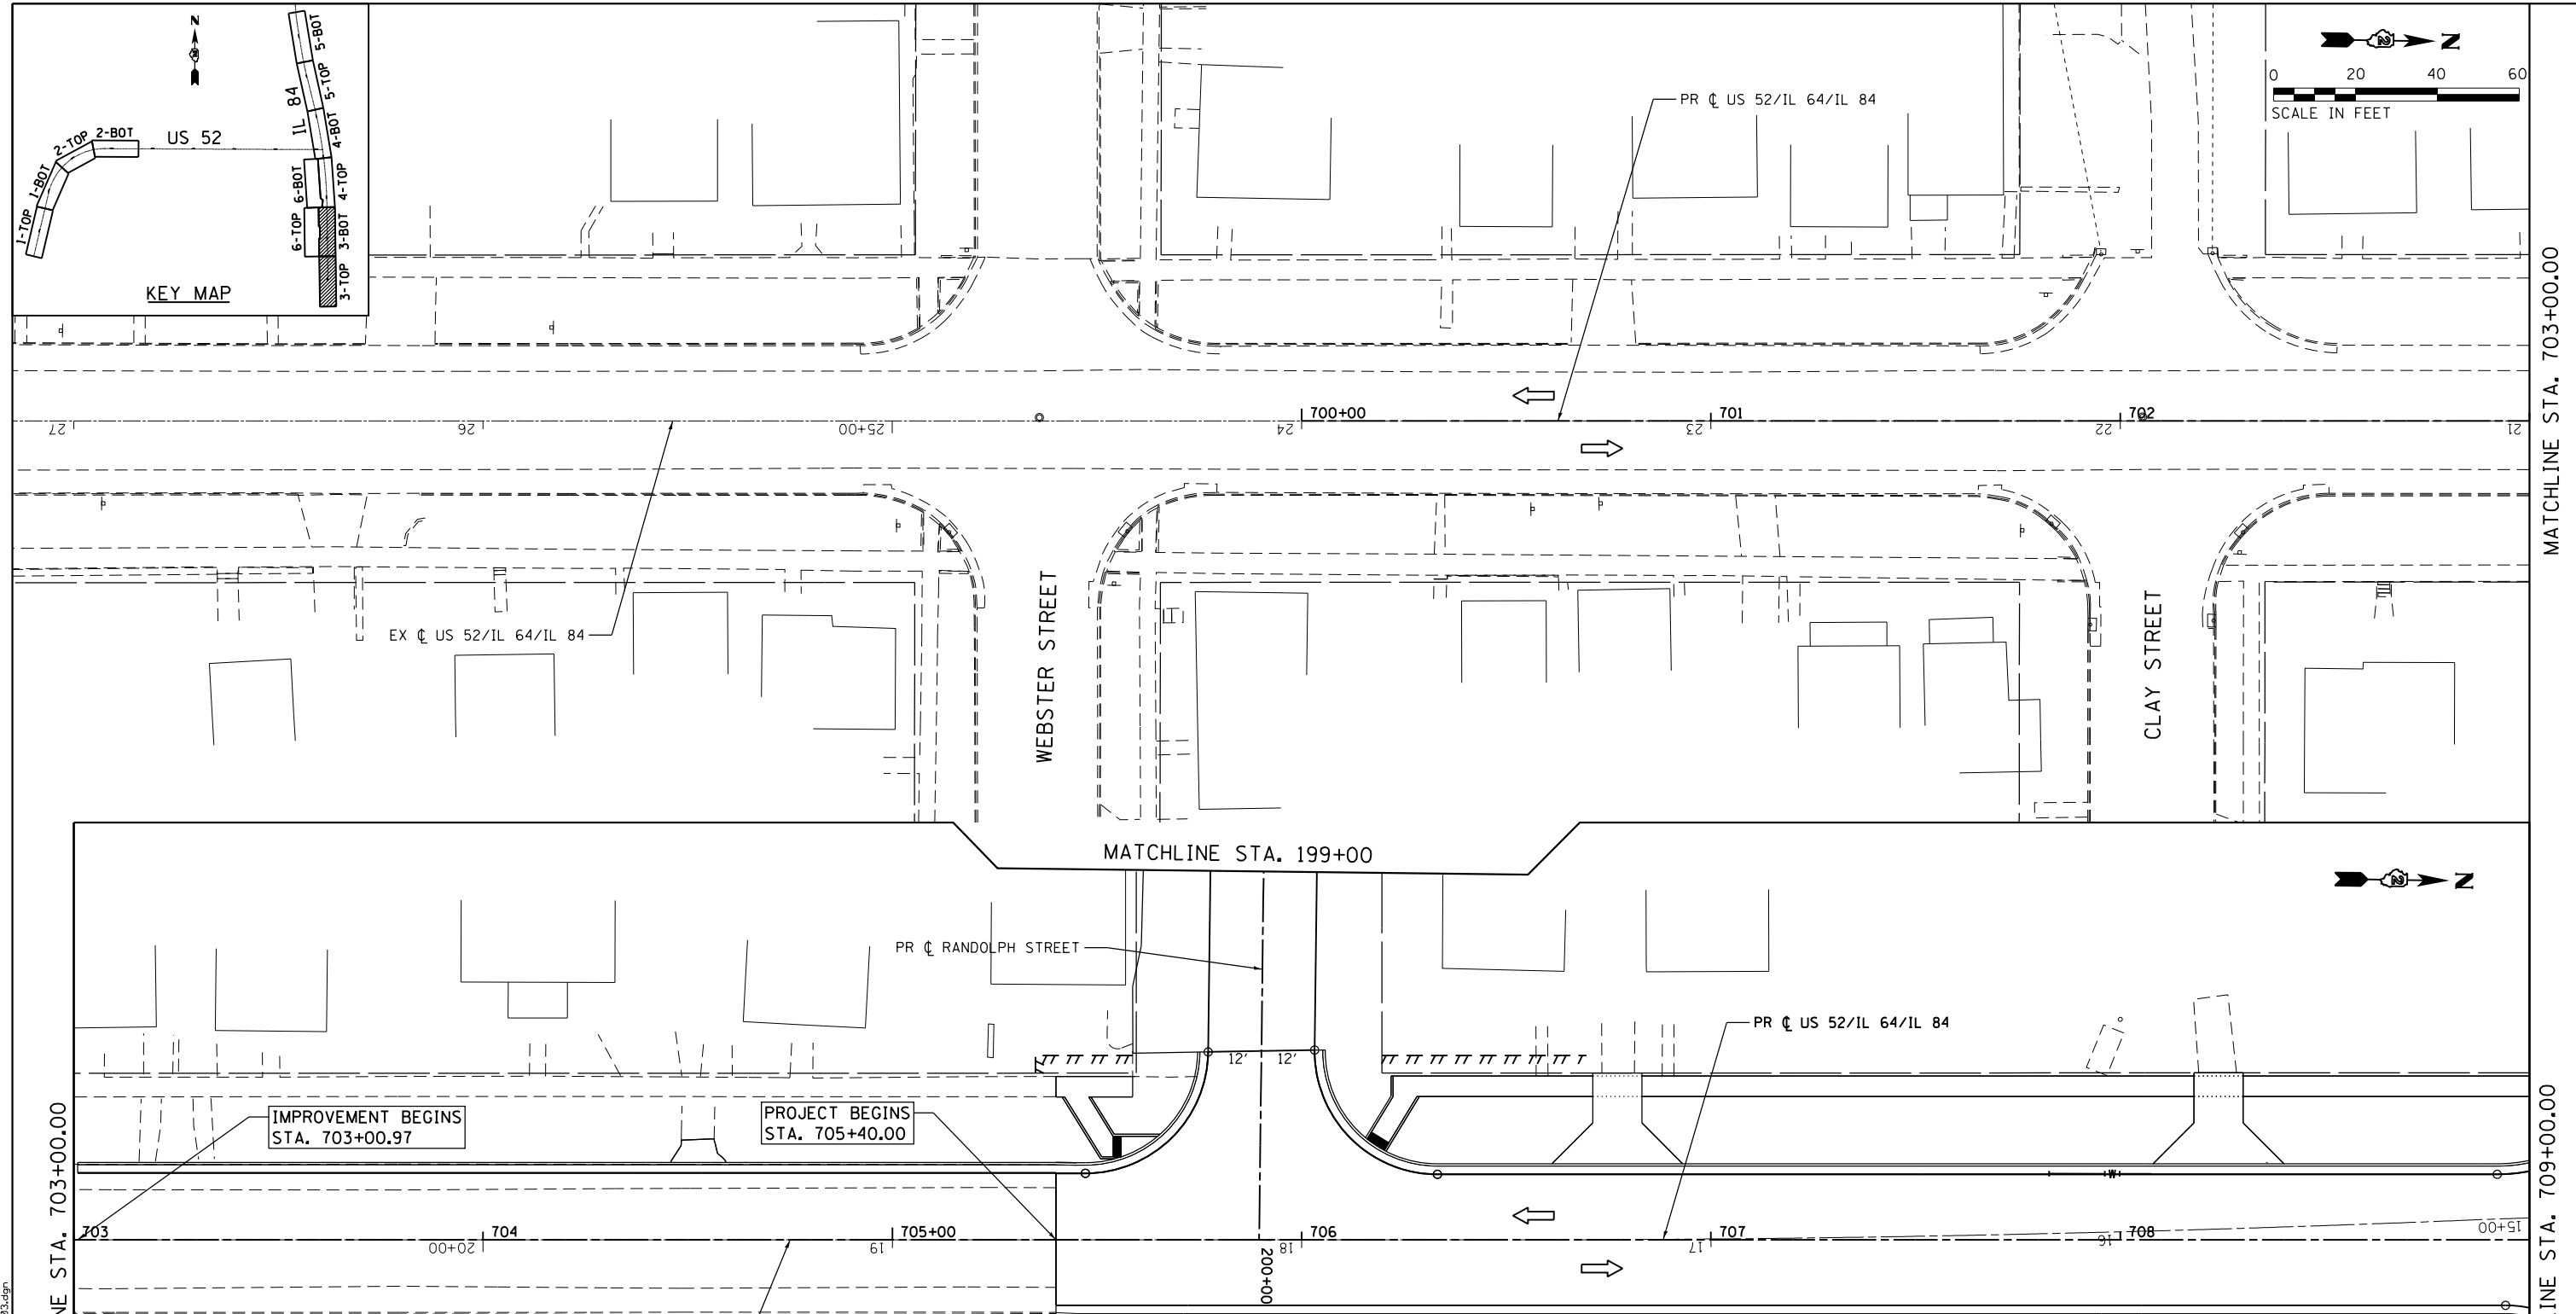 N
5-BOT
5-TOP
IL 84
4-BOT
US 52
2-TOP
2-BOT
1-BOT
1-TOP
6-BOT
4-TOP
6-TOP
3-BOT
3-TOP
KEY MAP
N
0 20 40 60
SCALE IN FEET
PR ℄ US 52/IL 64/IL 84
MATCHLINE STA. 703+00.00
700+00
701
702
27
26
25+00
24
23
22
21
EX ℄ US 52/IL 64/IL 84
WEBSTER STREET
CLAY STREET
MATCHLINE STA. 199+00
N
PR ℄ RANDOLPH STREET
PR ℄ US 52/IL 64/IL 84
12' 12'
IMPROVEMENT BEGINS
STA. 703+00.97
PROJECT BEGINS
STA. 705+40.00
W
NE STA. 703+00.00
LINE STA. 709+00.00
703
704
705+00
706
707
708
20+00
19
18
17
16
15+00
200+00